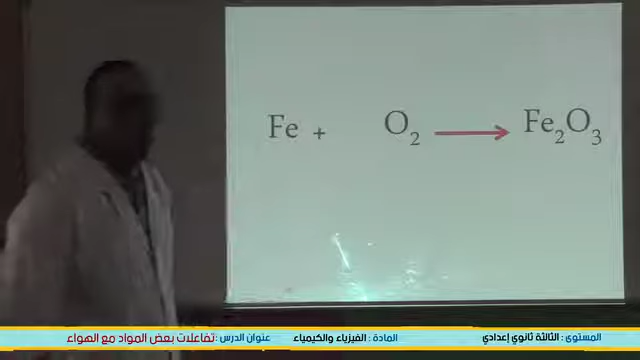 Fe + O₂ → Fe₂O₃
المستوى : الثالثة ثانوي إعدادي المادة : الفيزياء والكيمياء عنوان الدرس : تفاعلات بعض المواد مع الهواء